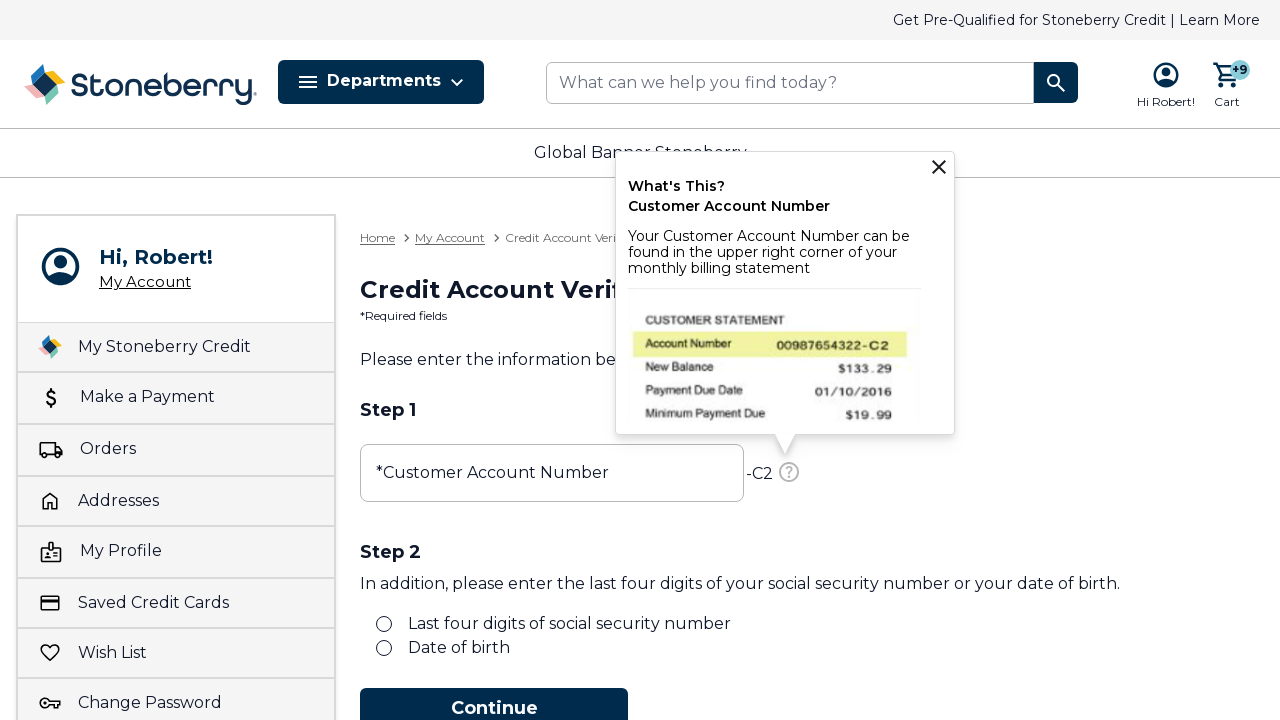 Get Pre-Qualified for Stoneberry Credit | Learn More
Stoneberry®
Departments
What can we help you find today?
Hi Robert!
+9
Cart
Global Banner Stoneberry
Hi, Robert!
My Account
My Stoneberry Credit
Make a Payment
Orders
Addresses
My Profile
Saved Credit Cards
Wish List
Change Password
Home
My Account
Credit Account Veri
Credit Account Verif
*Required fields
Please enter the information be
Step 1
*Customer Account Number
-C2
What's This?
Customer Account Number
Your Customer Account Number can be
found in the upper right corner of your
monthly billing statement
CUSTOMER STATEMENT
Account Number 00987654322-C2
New Balance $133.29
Payment Due Date 01/10/2016
Minimum Payment Due $19.99
Step 2
In addition, please enter the last four digits of your social security number or your date of birth.
Last four digits of social security number
Date of birth
Continue